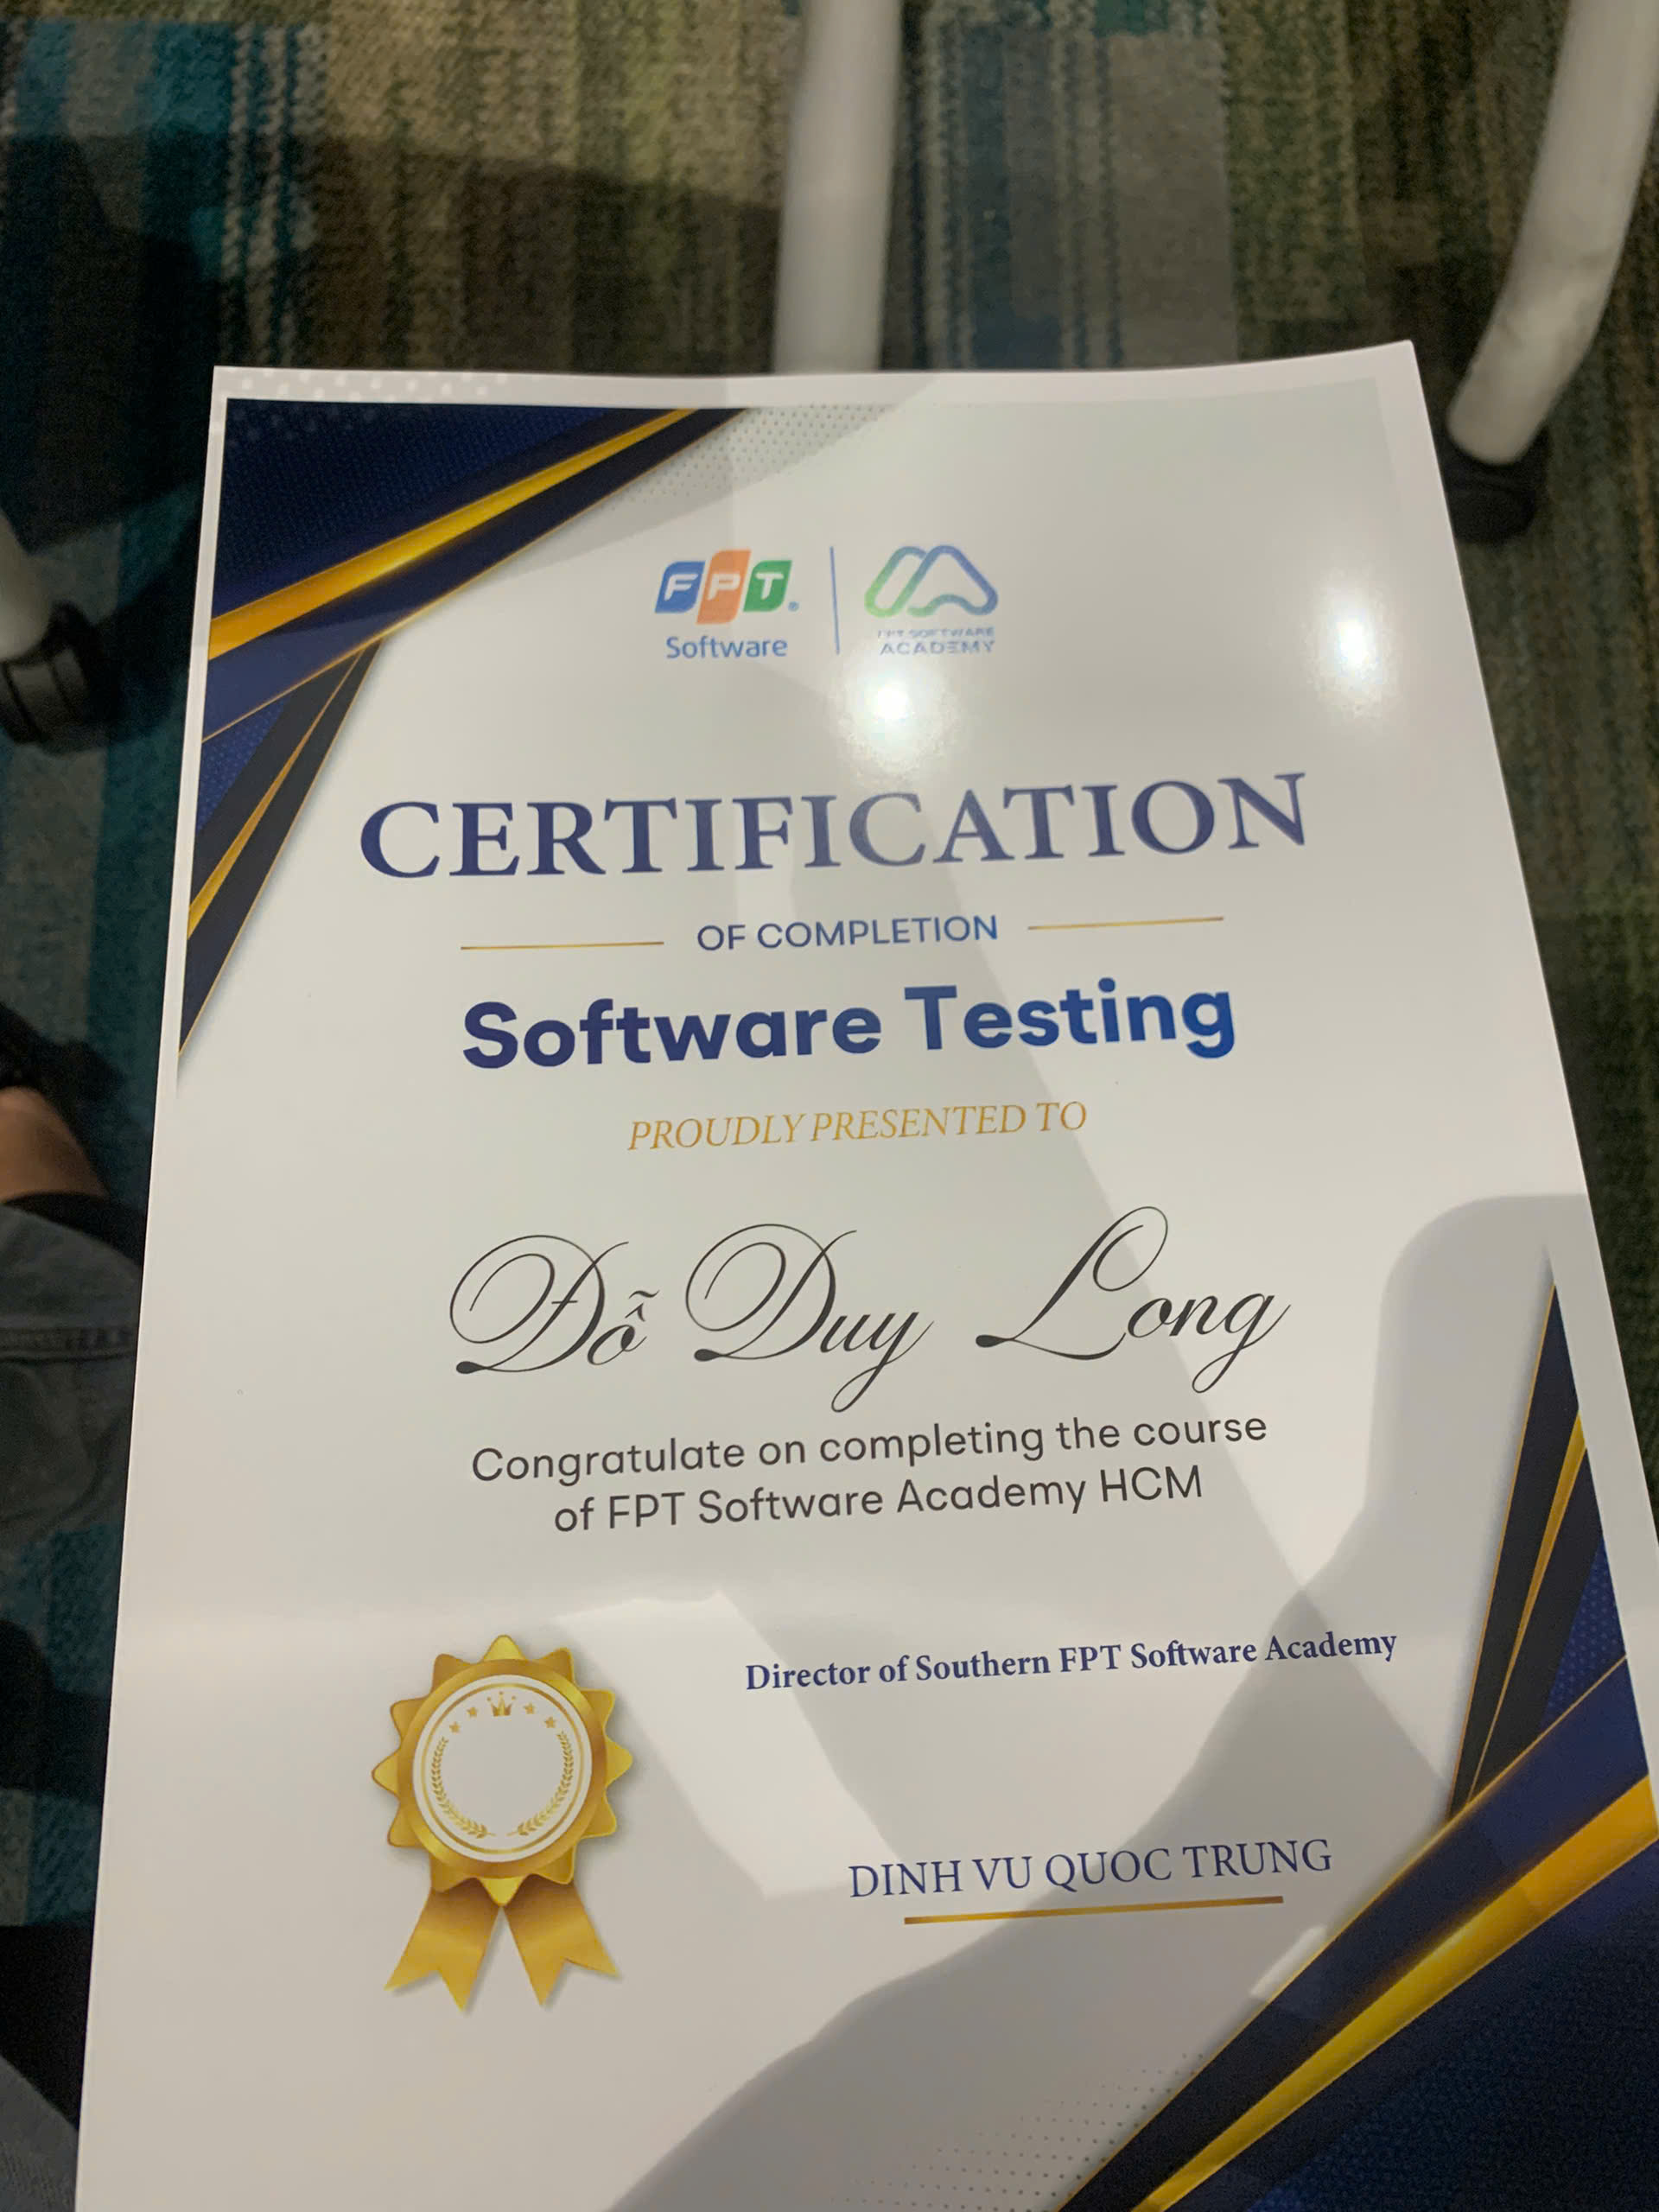 FPT
Software
FPT SOFTWARE
ACADEMY
CERTIFICATION
OF COMPLETION
Software Testing
PROUDLY PRESENTED TO
Đỗ Duy Long
Congratulate on completing the course
of FPT Software Academy HCM
Director of Southern FPT Software Academy
DINH VU QUOC TRUNG